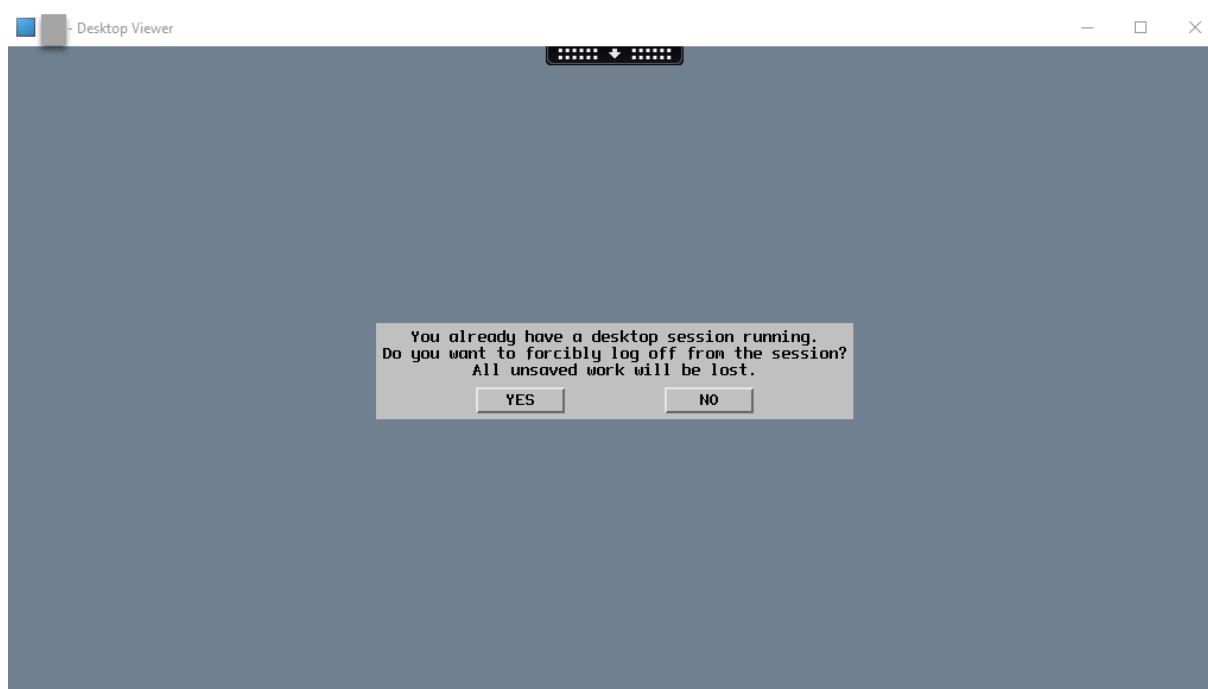 - Desktop Viewer
You already have a desktop session running.
Do you want to forcibly log off from the session?
All unsaved work will be lost.
YES NO